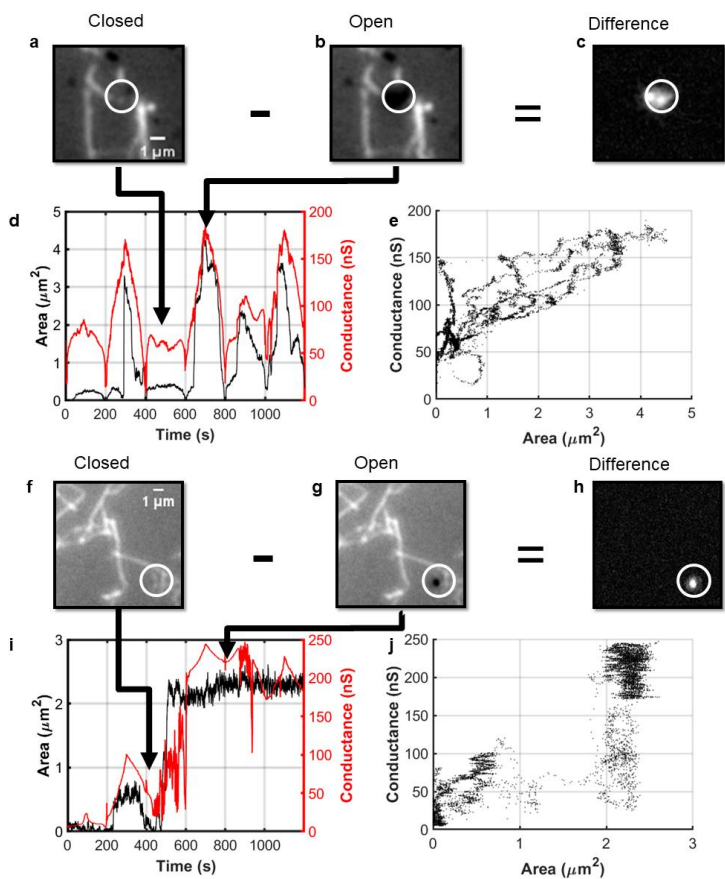 Closed Open Difference
a b c
- =
1 μm
d e
5 200 200
4 150 150
3
100 100
2
50 50
1
0 0 0
0 200 400 600 800 1000 0 1 2 3 4 5
Area (μm²)
Conductance (nS)
Conductance (nS)
Time (s) Area (μm²)
Closed Open Difference
f g h
1 μm
- =
i j
3 250 250
200 200
2
150 150
100 100
1
50 50
0 0 0
0 200 400 600 800 1000 0 1 2 3
Area (μm²)
Conductance (nS)
Conductance (nS)
Time (s) Area (μm²)